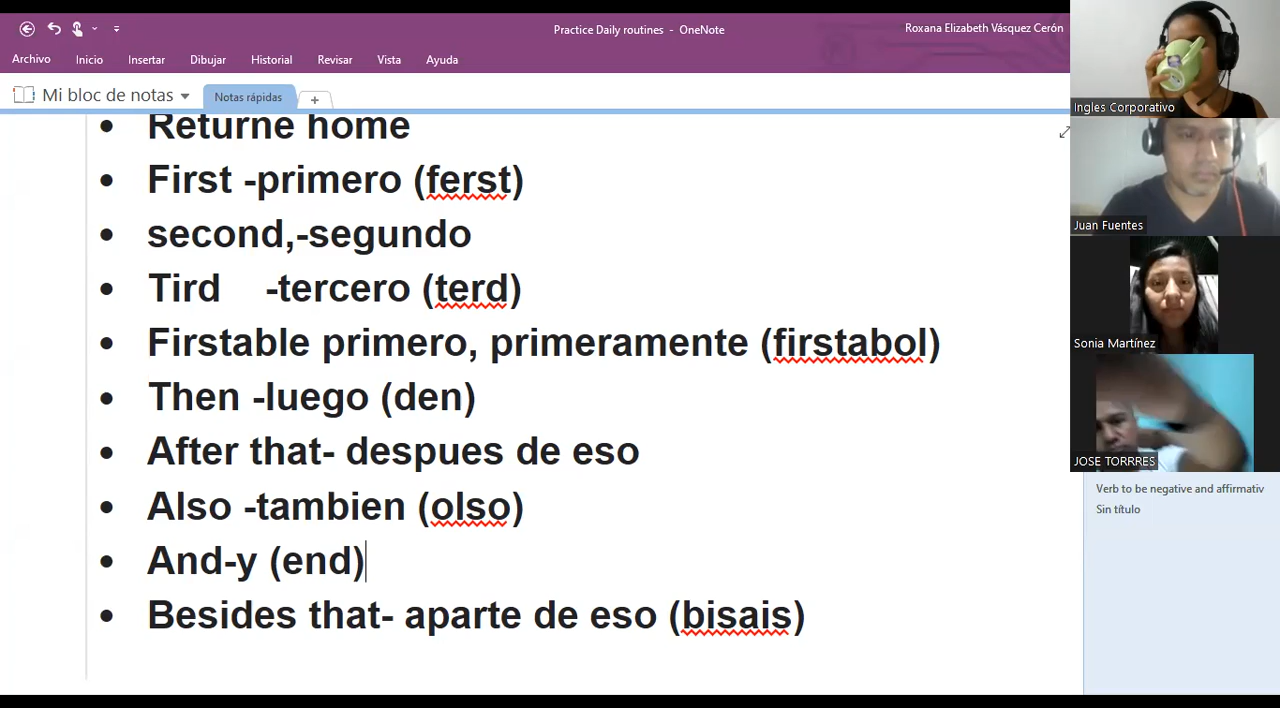 Practice Daily routines - OneNote
Roxana Elizabeth Vásquez Cerón
Archivo Inicio Insertar Dibujar Historial Revisar Vista Ayuda
Mi bloc de notas Notas rápidas
Returne home
First -primero (ferst)
second,-segundo
Tird -tercero (terd)
Firstable primero, primeramente (firstabol)
Then -luego (den)
After that- despues de eso
Also -tambien (olso)
And-y (end)
Besides that- aparte de eso (bisais)
Ingles Corporativo
Juan Fuentes
Sonia Martínez
JOSE TORRRES
Verb to be negative and affirmativ
Sin título